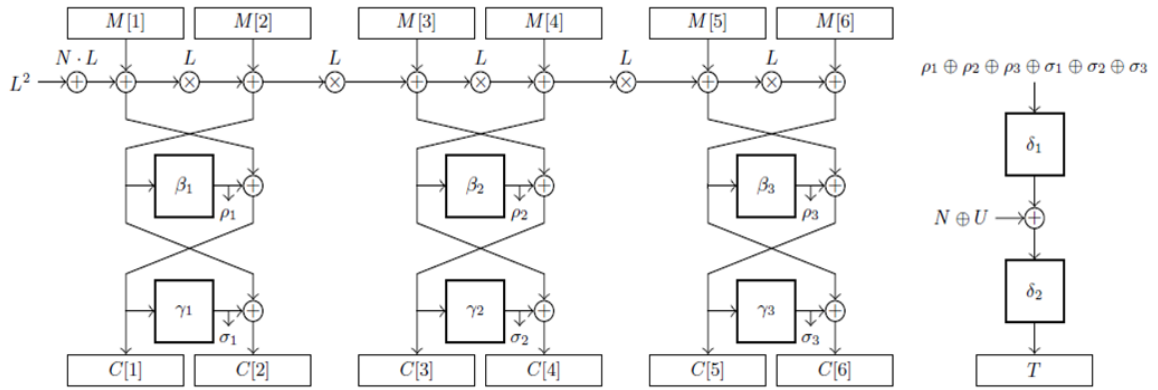 M[1] M[2] M[3] M[4] M[5] M[6]
N · L L L L L L
L²
ρ₁ ⊕ ρ₂ ⊕ ρ₃ ⊕ σ₁ ⊕ σ₂ ⊕ σ₃
β₁ β₂ β₃ δ₁
ρ₁ ρ₂ ρ₃
N ⊕ U
γ₁ γ₂ γ₃ δ₂
σ₁ σ₂ σ₃
C[1] C[2] C[3] C[4] C[5] C[6] T